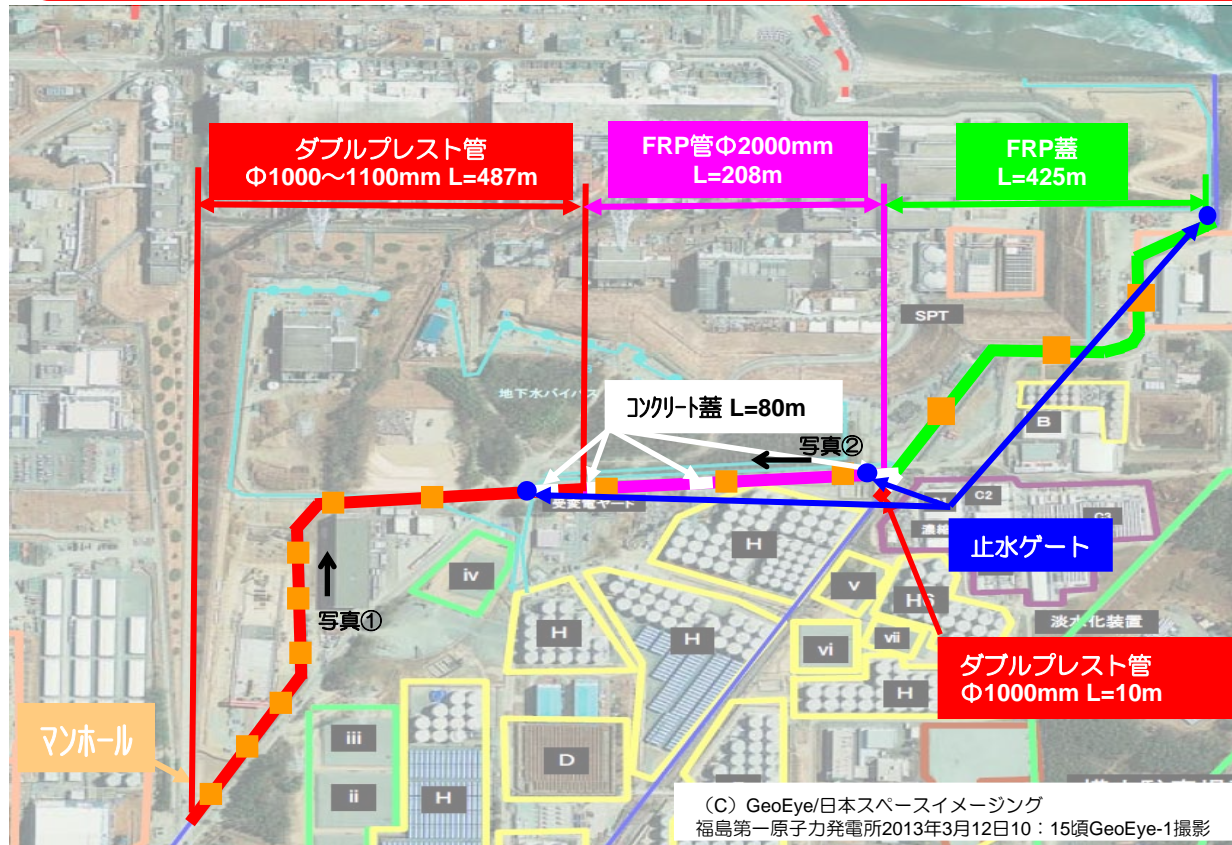 ダブルプレスト管
Φ1000～1100mm L=487m
FRP管Φ2000mm
L=208m
FRP蓋
L=425m
SPT
地下水バイパス
コンクリート蓋 L=80m
写真②
B
受変電ヤード
C2
C3
止水ゲート
H
iv
写真①
v
H6
淡水化装置
H
H
vi
vii
ダブルプレスト管
Φ1000mm L=10m
H
マンホール
iii
D
ii
H
（C）GeoEye/日本スペースイメージング
福島第一原子力発電所2013年3月12日10：15頃GeoEye-1撮影